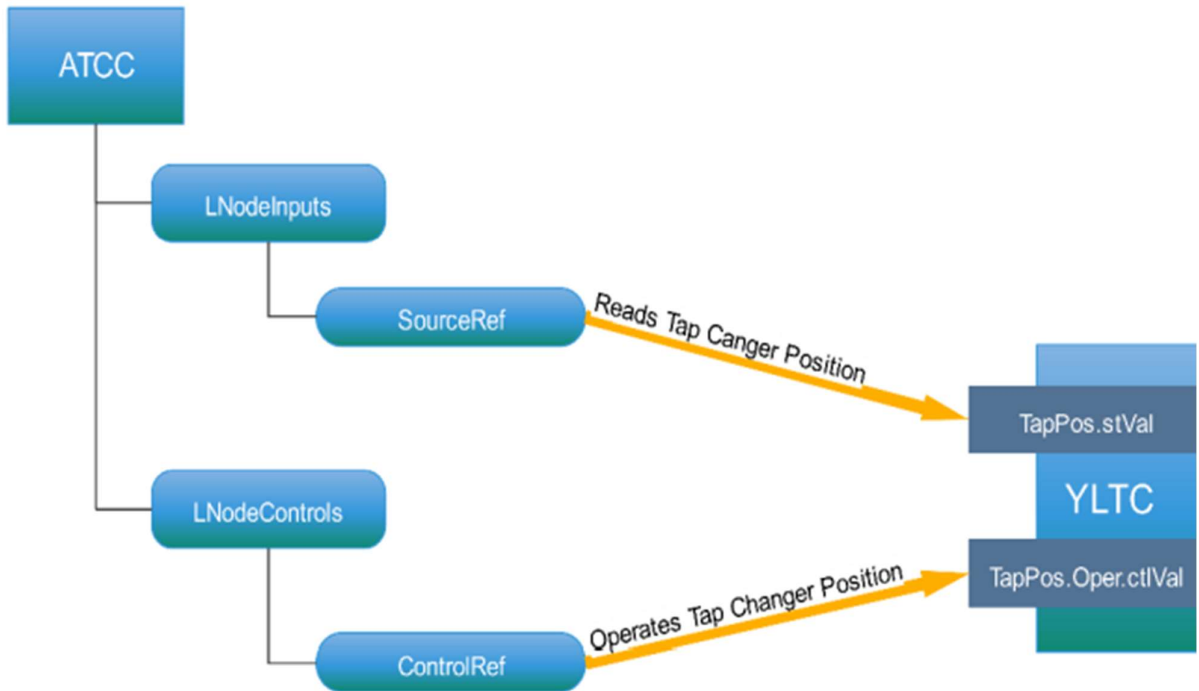 ATCC
LNodeInputs
SourceRef
Reads Tap Canger Position
TapPos.stVal
YLTC
LNodeControls
TapPos.Oper.ctlVal
Operates Tap Changer Position
ControlRef